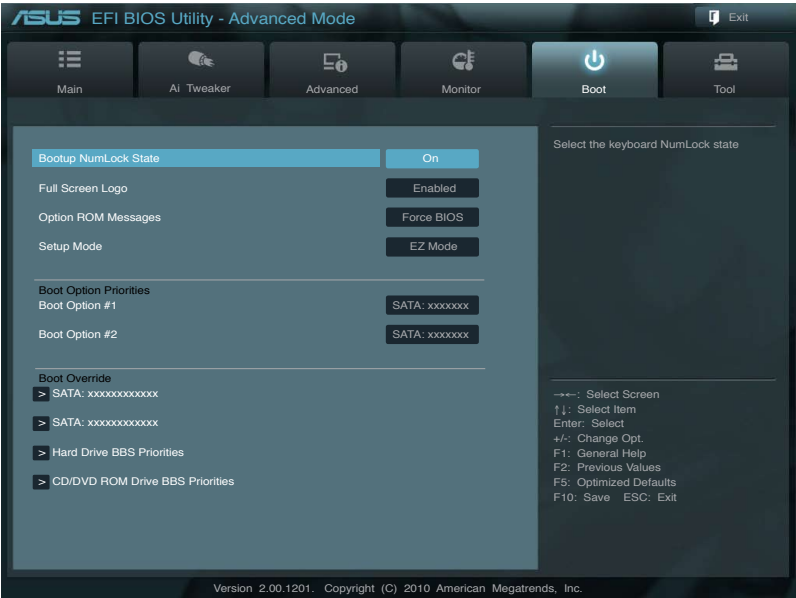 ASUS EFI BIOS Utility - Advanced Mode
Exit
Main
Ai Tweaker
Advanced
Monitor
Boot
Tool
Bootup NumLock State On
Full Screen Logo Enabled
Option ROM Messages Force BIOS
Setup Mode EZ Mode
Boot Option Priorities
Boot Option #1 SATA: xxxxxxx
Boot Option #2 SATA: xxxxxxx
Boot Override
> SATA: xxxxxxxxxxxx
> SATA: xxxxxxxxxxxx
> Hard Drive BBS Priorities
> CD/DVD ROM Drive BBS Priorities
Select the keyboard NumLock state
→←: Select Screen
↑↓: Select Item
Enter: Select
+/-: Change Opt.
F1: General Help
F2: Previous Values
F5: Optimized Defaults
F10: Save ESC: Exit
Version 2.00.1201. Copyright (C) 2010 American Megatrends, Inc.